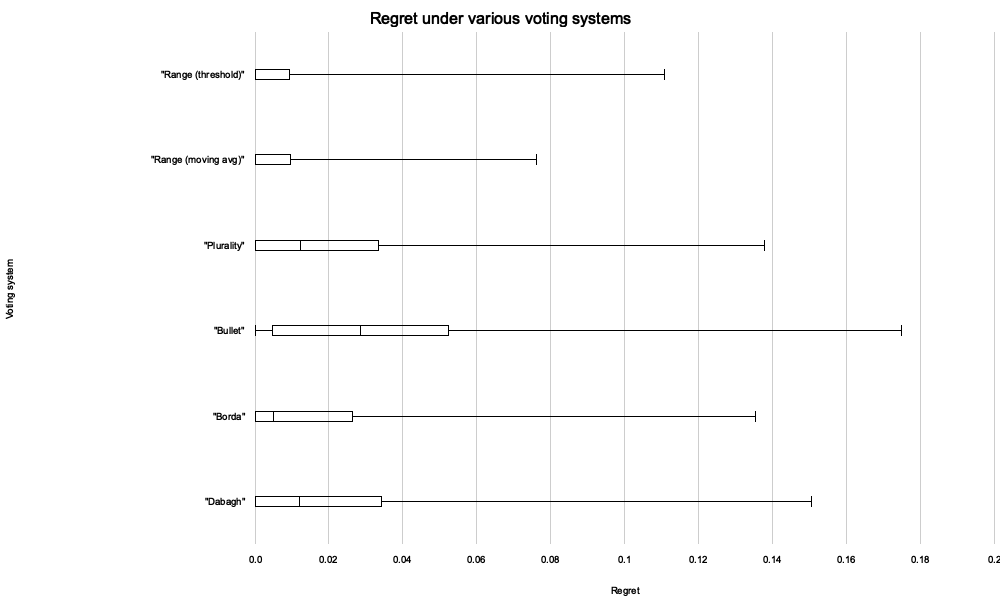 Regret under various voting systems
"Range (threshold)"
"Range (moving avg)"
"Plurality"
Voting system
"Bullet"
"Borda"
"Dabagh"
0.0 0.02 0.04 0.06 0.08 0.1 0.12 0.14 0.16 0.18 0.2
Regret